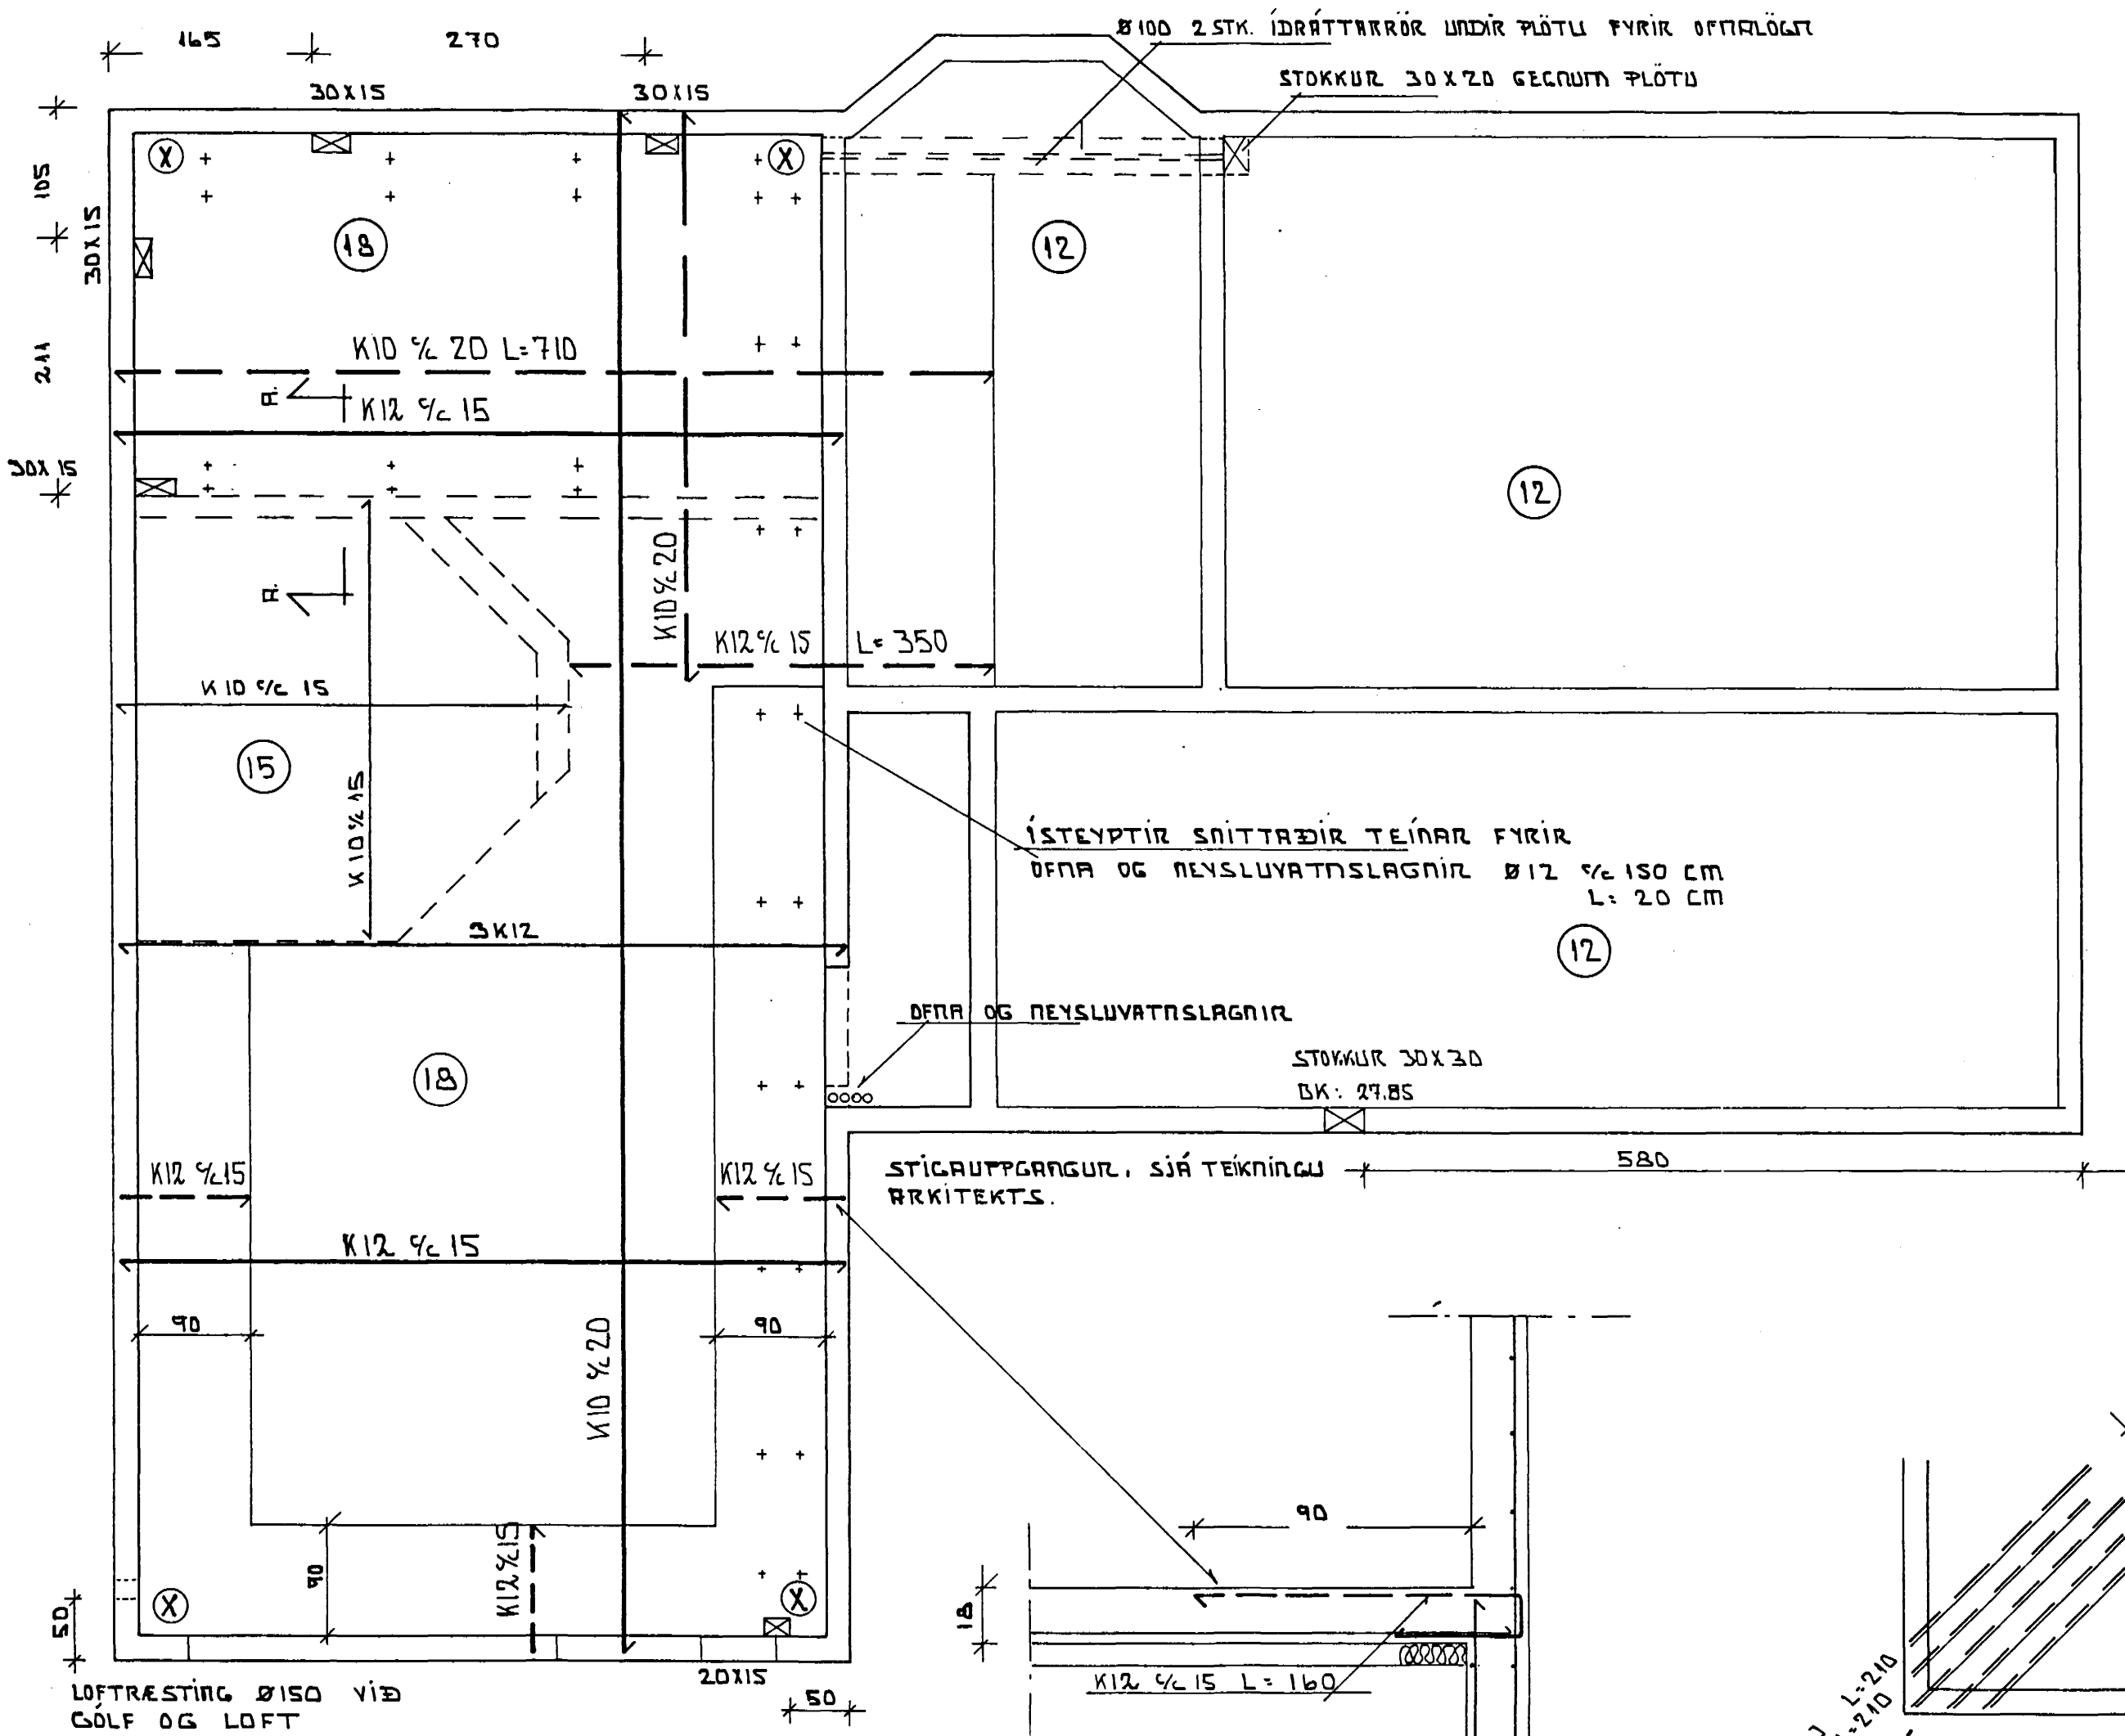 165
270
Ø100 2 STK. ÍDRÁTTARRÖR UNDIR PLÖTU FYRIR OFNALÖGN
STOKKUR 30X20 GEGNUM PLÖTU
30X15
30X15
105
30X15
X
X
18
12
211
K10 c/c 20 L=710
A.
K12 c/c 15
30X15
12
A.
K10 c/c 20
K12 c/c 15 L=350
K10 c/c 15
15
K10 c/c 15
ÍSTEYPTIR SNITTAÐIR TEINAR FYRIR
OFNA OG NEYSLUVATNSLAGNIR Ø12 c/c 150 CM
L: 20 CM
3K12
12
OFNA OG NEYSLUVATNSLAGNIR
18
STOKKUR 30X30
BK: 27.85
K12 c/c 15
K12 c/c 15
STIGAUPPGANGUR. SJÁ TEIKNINGU
ARKITEKTS.
580
K12 c/c 15
90
90
K10 c/c 20
90
90
K12 c/c 15
X
X
50
18
L=210
L=210
K12 c/c 15 L=160
20X15
LOFTRÆSTING Ø150 VIÐ
GÓLF OG LOFT
50